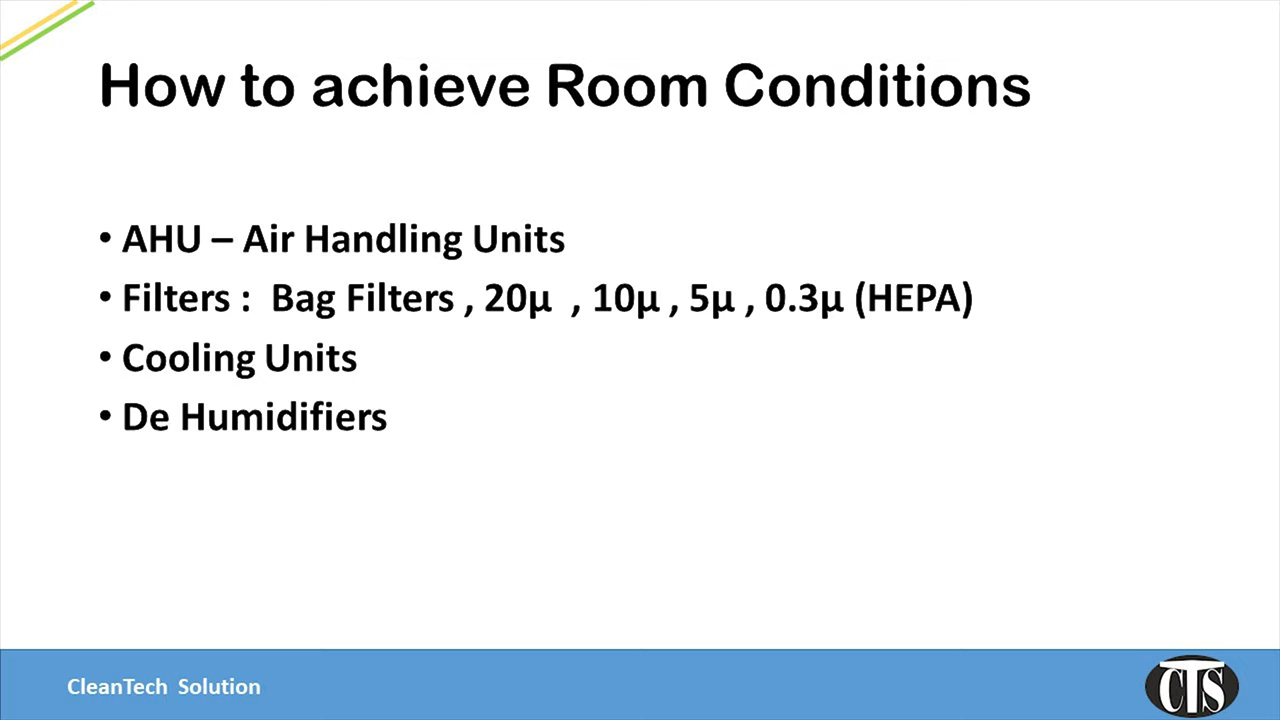 How to achieve Room Conditions
• AHU – Air Handling Units
• Filters :  Bag Filters , 20µ  , 10µ , 5µ , 0.3µ (HEPA)
• Cooling Units
• De Humidifiers
CleanTech  Solution
CTS